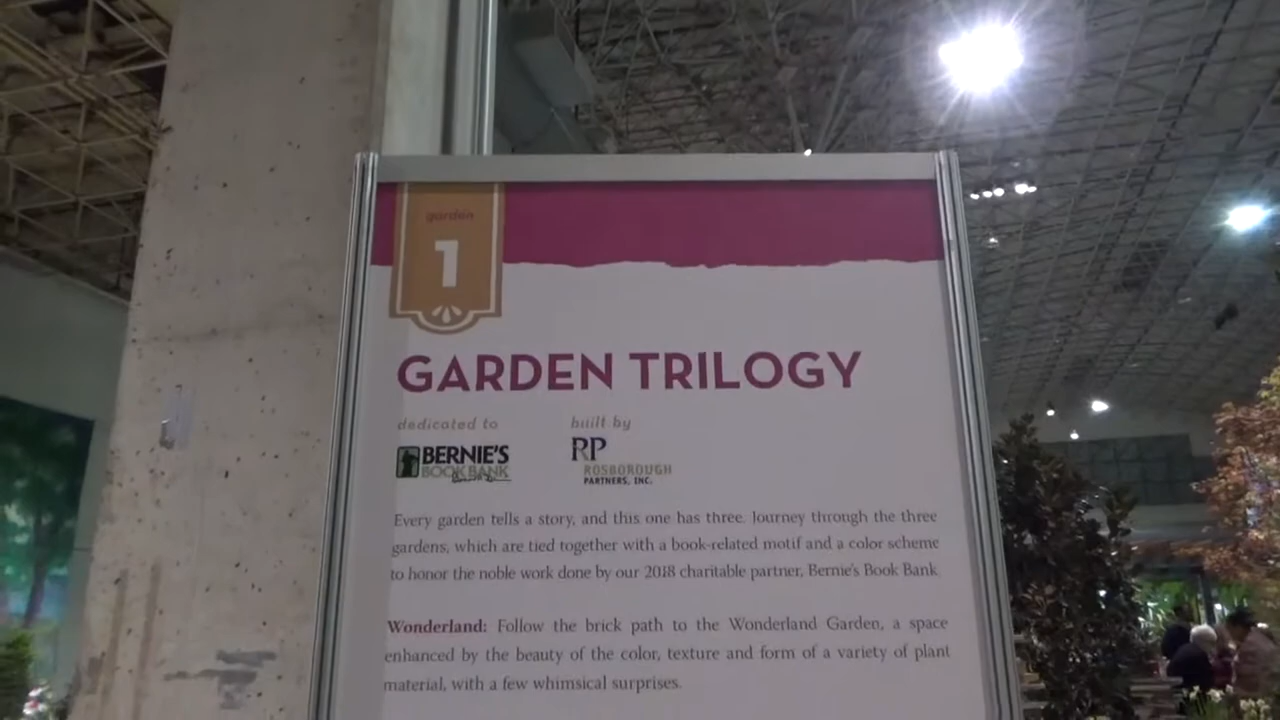 garden
1
GARDEN TRILOGY
dedicated to
built by
BERNIE'S
BOOK BANK
RP
ROSBOROUGH
PARTNERS, INC.
Every garden tells a story, and this one has three. Journey through the three
gardens, which are tied together with a book-related motif and a color scheme
to honor the noble work done by our 2018 charitable partner, Bernie's Book Bank.
Wonderland: Follow the brick path to the Wonderland Garden, a space
enhanced by the beauty of the color, texture and form of a variety of plant
material, with a few whimsical surprises.